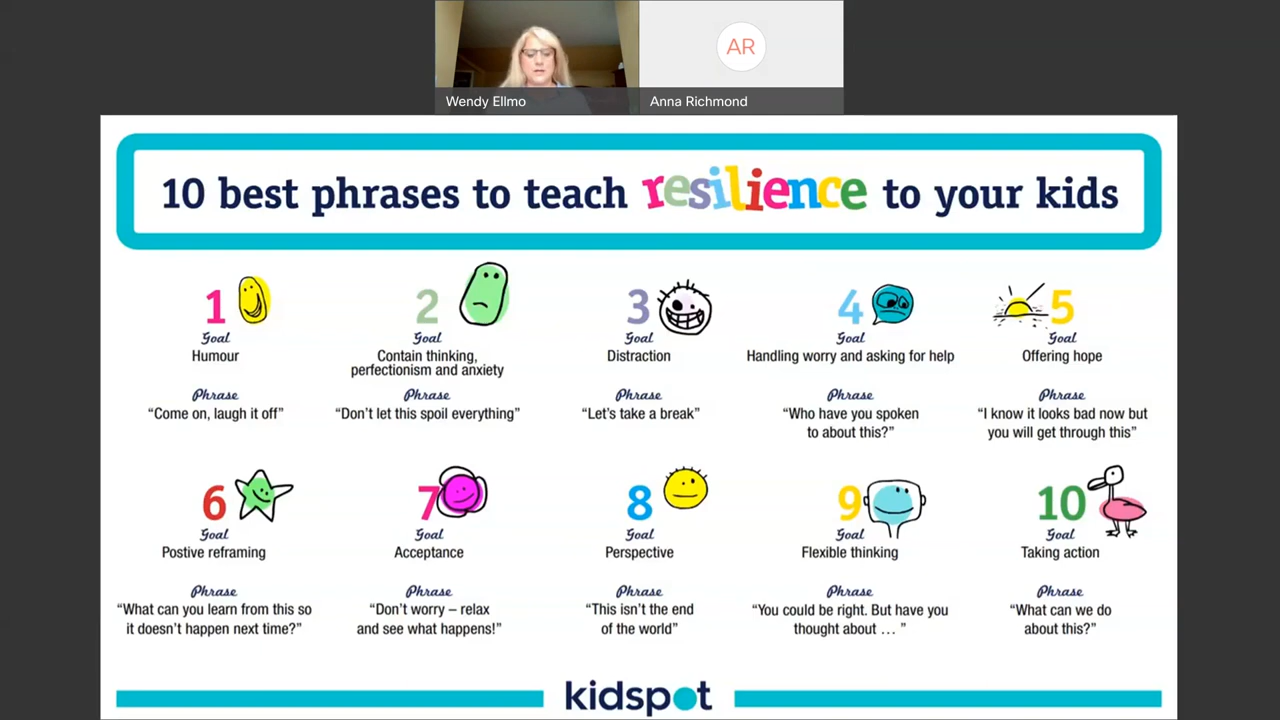 AR
Wendy Ellmo
Anna Richmond
10 best phrases to teach resilience to your kids
1
Goal
Humour
Phrase
“Come on, laugh it off”
2
Goal
Contain thinking,
perfectionism and anxiety
Phrase
“Don’t let this spoil everything”
3
Goal
Distraction
Phrase
“Let’s take a break”
4
Goal
Handling worry and asking for help
Phrase
“Who have you spoken
to about this?”
5
Goal
Offering hope
Phrase
“I know it looks bad now but
you will get through this”
6
Goal
Postive reframing
Phrase
“What can you learn from this so
it doesn’t happen next time?”
7
Goal
Acceptance
Phrase
“Don’t worry – relax
and see what happens!”
8
Goal
Perspective
Phrase
“This isn’t the end
of the world”
9
Goal
Flexible thinking
Phrase
“You could be right. But have you
thought about … ”
10
Goal
Taking action
Phrase
“What can we do
about this?”
kidspot